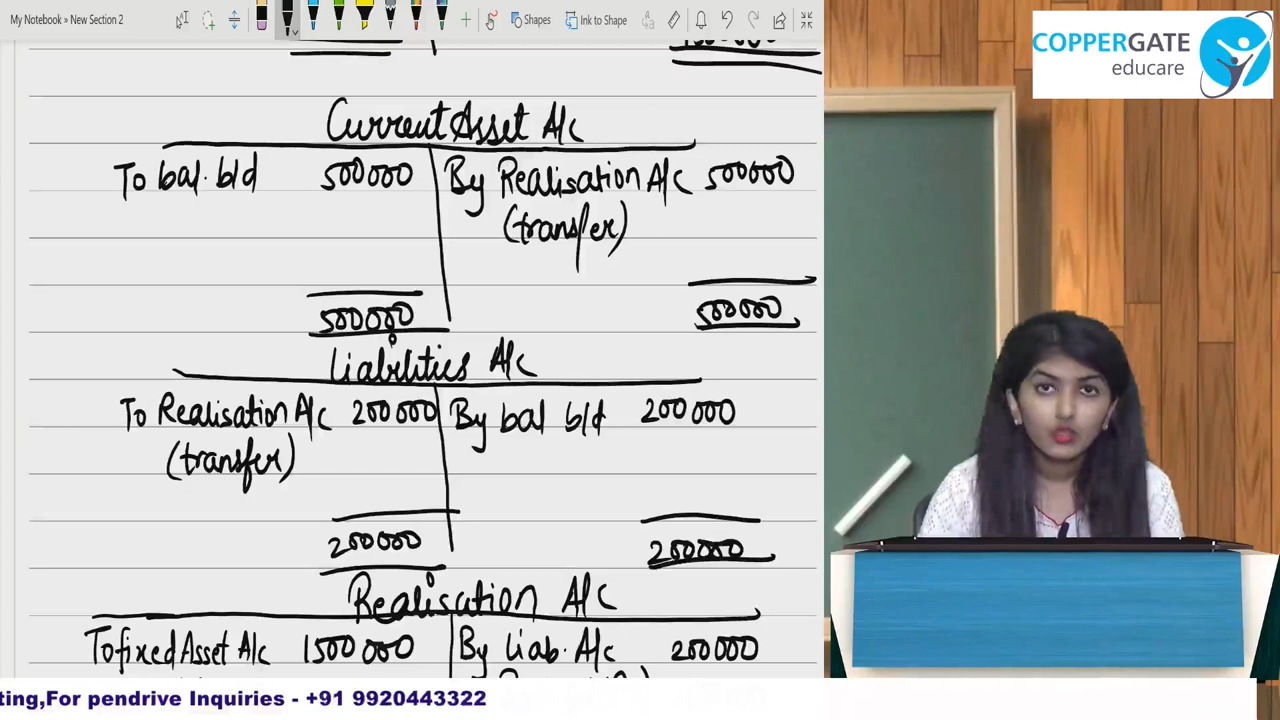 My Notebook » New Section 2
Shapes
Ink to Shape
COPPERGATE
educare
Current Asset A/c
To bal. b/d 500000 By Realisation A/c 500000
(transfer)
500000 500000
Liabilities A/c
To Realisation A/c 200000 By bal b/d 200000
(transfer)
200000 200000
Realisation A/c
To fixed Asset A/c 1500000 By Liab. A/c 200000
ting,For pendrive Inquiries - +91 9920443322